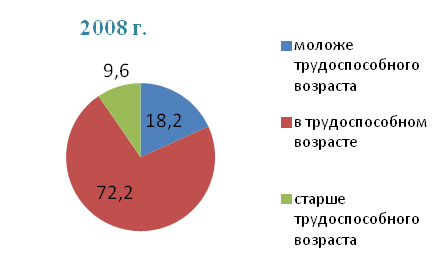 2008 г.
9,6
18,2
72,2
моложе
трудоспособного
возраста
в трудоспособном
возрасте
старше
трудоспособного
возраста